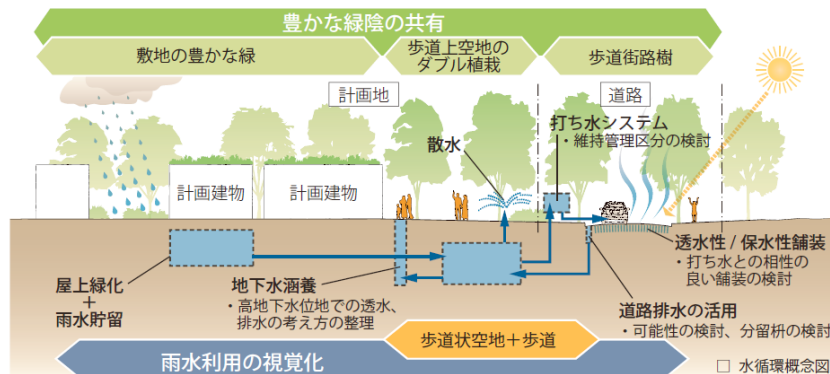 豊かな緑陰の共有
敷地の豊かな緑
歩道上空地の
ダブル植栽
歩道街路樹
計画地
道路
打ち水システム
・維持管理区分の検討
散水
計画建物
計画建物
透水性 / 保水性舗装
・打ち水との相性の
良い舗装の検討
屋上緑化
+
雨水貯留
地下水涵養
・高地下水位地での透水、
排水の考え方の整理
道路排水の活用
・可能性の検討、分留枡の検討
歩道状空地+歩道
雨水利用の視覚化
水循環概念図